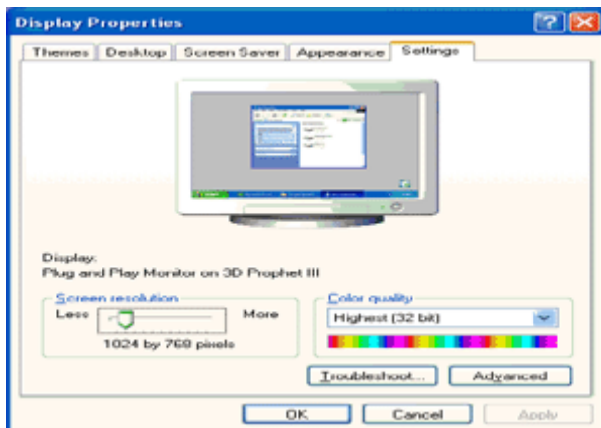 Display Properties
Themes Desktop Screen Saver Appearance Settings
Display:
Plug and Play Monitor on 3D Prophet III
Screen resolution
Less More
1024 by 768 pixels
Color quality
Highest (32 bit)
Troubleshoot... Advanced
OK Cancel Apply